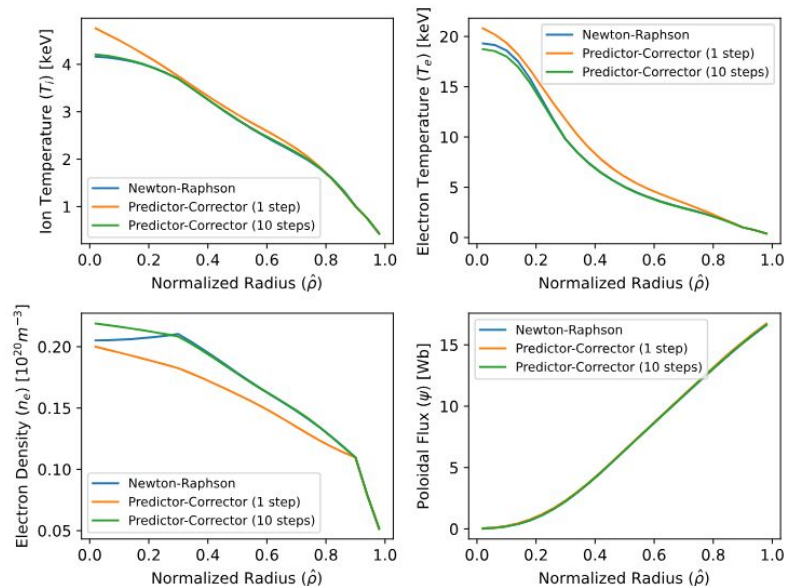 Ion Temperature (T_i) [keV]
4
3
2
1
Newton-Raphson
Predictor-Corrector (1 step)
Predictor-Corrector (10 steps)
0.0 0.2 0.4 0.6 0.8 1.0
Normalized Radius (ρ̂)
Electron Temperature (T_e) [keV]
20
15
10
5
0
Newton-Raphson
Predictor-Corrector (1 step)
Predictor-Corrector (10 steps)
0.0 0.2 0.4 0.6 0.8 1.0
Normalized Radius (ρ̂)
Electron Density (n_e) [10²⁰m⁻³]
0.20
0.15
0.10
0.05
Newton-Raphson
Predictor-Corrector (1 step)
Predictor-Corrector (10 steps)
0.0 0.2 0.4 0.6 0.8 1.0
Normalized Radius (ρ̂)
Poloidal Flux (ψ) [Wb]
15
10
5
0
Newton-Raphson
Predictor-Corrector (1 step)
Predictor-Corrector (10 steps)
0.0 0.2 0.4 0.6 0.8 1.0
Normalized Radius (ρ̂)